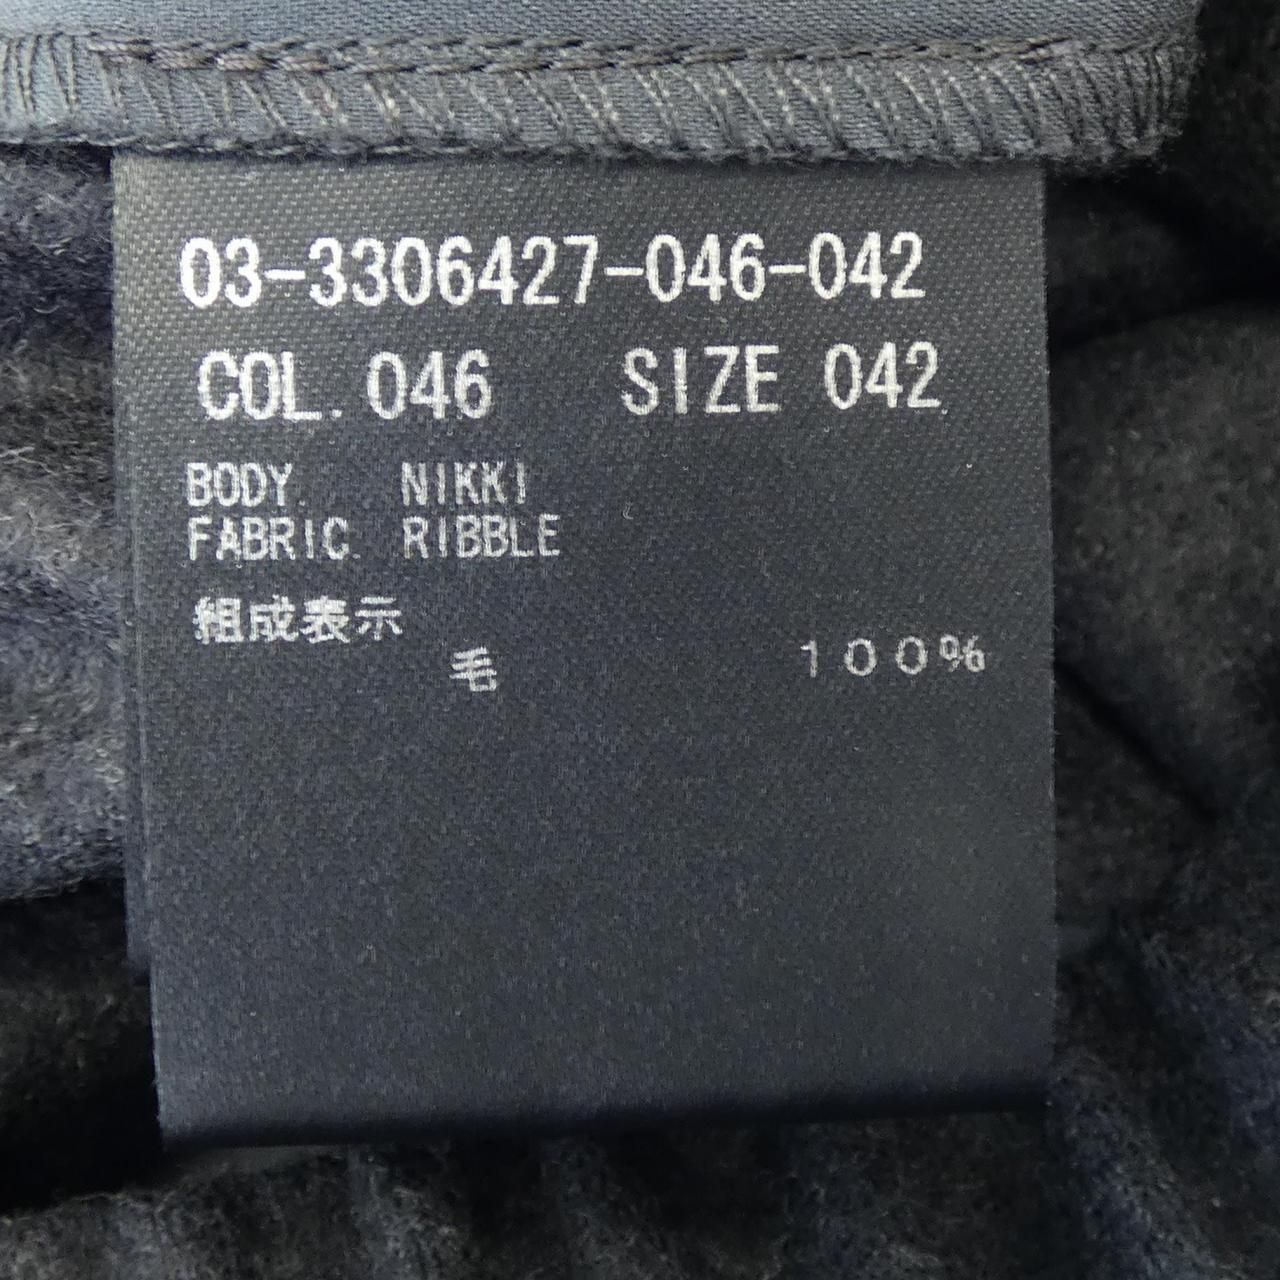 03-3306427-046-042
COL. 046 SIZE 042
BODY. NIKKI
FABRIC. RIBBLE
組成表示
毛 100%